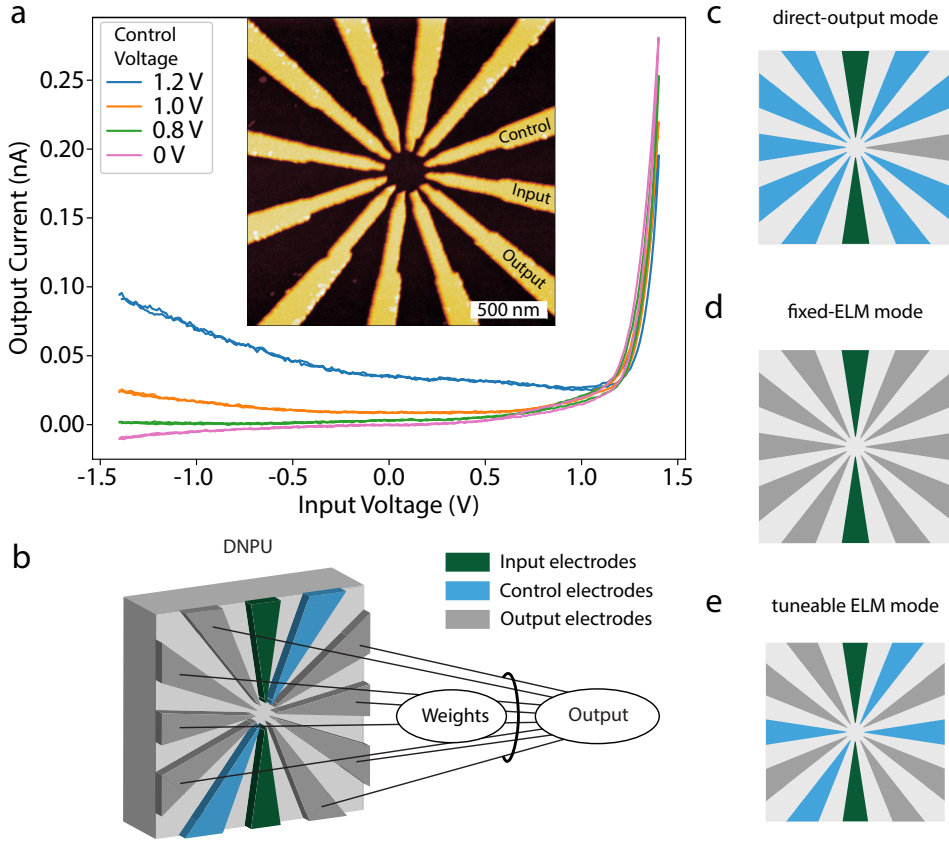 a
Control
Voltage
1.2 V
1.0 V
0.8 V
0 V
Control
Input
Output
500 nm
0.25
0.20
0.15
0.10
0.05
0.00
Output Current (nA)
-1.5
-1.0
-0.5
0.0
0.5
1.0
1.5
Input Voltage (V)
b
DNPU
Input electrodes
Control electrodes
Output electrodes
Weights
Output
c
direct-output mode
d
fixed-ELM mode
e
tuneable ELM mode